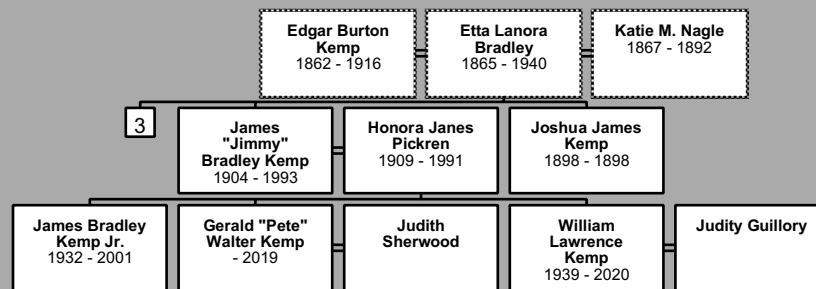 Edgar Burton
Kemp
1862 - 1916
Etta Lanora
Bradley
1865 - 1940
Katie M. Nagle
1867 - 1892
3
James
"Jimmy"
Bradley Kemp
1904 - 1993
Honora Janes
Pickren
1909 - 1991
Joshua James
Kemp
1898 - 1898
James Bradley
Kemp Jr.
1932 - 2001
Gerald "Pete"
Walter Kemp
- 2019
Judith
Sherwood
William
Lawrence
Kemp
1939 - 2020
Judity Guillory